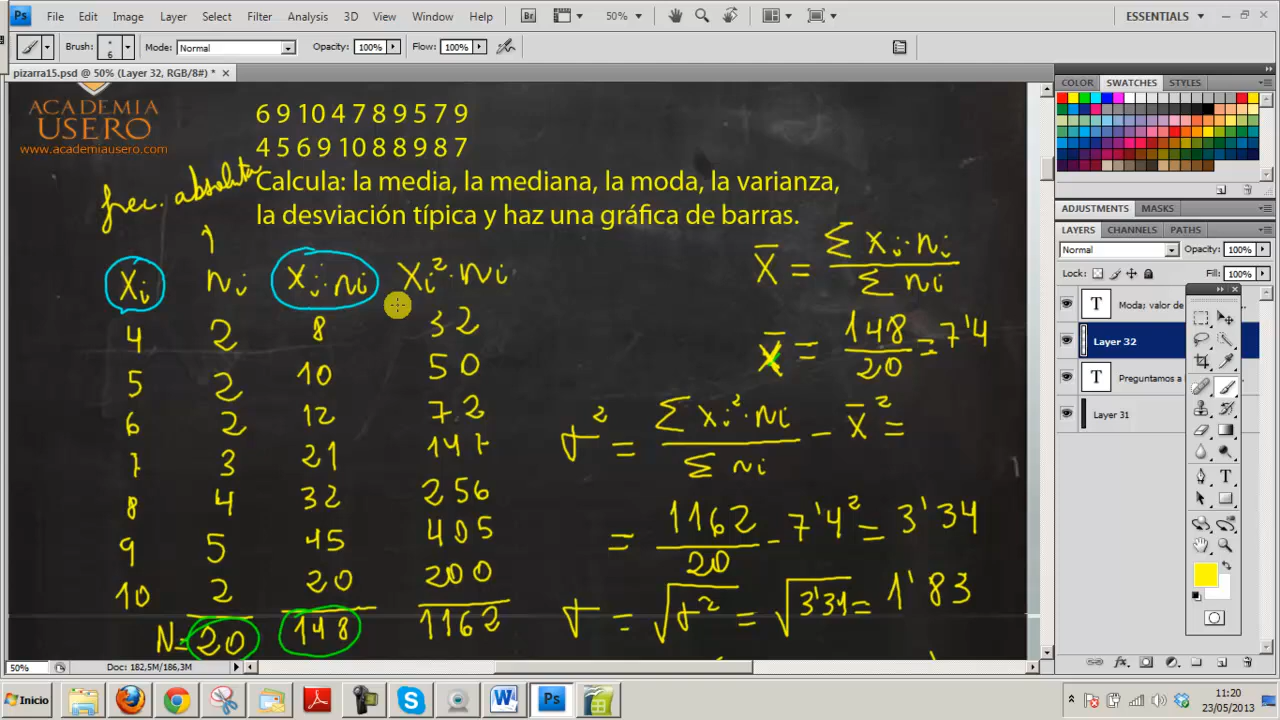 File Edit Image Layer Select Filter Analysis 3D View Window Help Br 50% ESSENTIALS
Brush: 6 Mode: Normal Opacity: 100% Flow: 100%
pizarra15.psd @ 50% (Layer 32, RGB/8#) * x
ACADEMIA
USERO
www.academiausero.com
6 9 10 4 7 8 9 5 7 9
4 5 6 9 10 8 8 9 8 7
Calcula: la media, la mediana, la moda, la varianza,
la desviación típica y haz una gráfica de barras.
frec. absoluta
xi ni xi·ni xi²·ni
4 2 8 32
5 2 10 50
6 2 12 72
7 3 21 147
8 4 32 256
9 5 45 405
10 2 20 200
N= 20 148 1162
x̄ = Σ xi·ni / Σ ni
x̄ = 148 / 20 = 7'4
σ² = Σ xi²·ni / Σ ni - x̄² =
= 1162 / 20 - 7'4² = 3'34
σ = √σ² = √3'34 = 1'83
COLOR SWATCHES STYLES
ADJUSTMENTS MASKS
LAYERS CHANNELS PATHS
Normal Opacity: 100%
Lock: Fill: 100%
T Moda; valor de
Layer 32
T Preguntamos a
Layer 31
50% Doc: 182,5M/186,3M
Inicio
11:20
23/05/2013